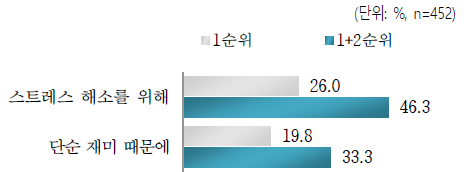 (단위: %, n=452)
1순위 1+2순위
스트레스 해소를 위해 26.0
46.3
단순 재미 때문에 19.8
33.3